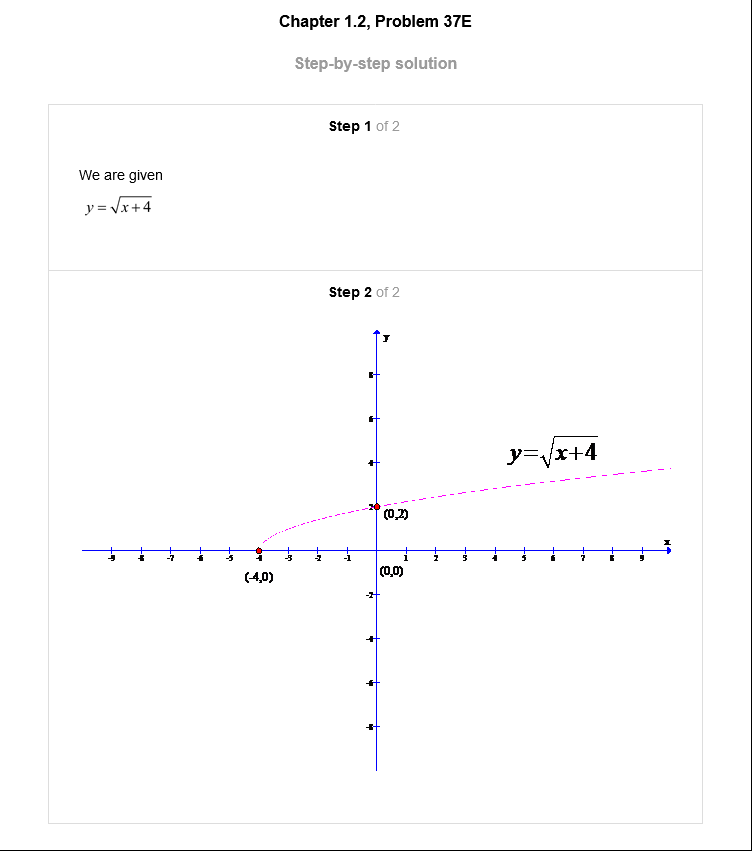 Chapter 1.2, Problem 37E
Step-by-step solution
Step 1 of 2
We are given
y = √x+4
Step 2 of 2
y
8
6
4
y=√x+4
2
(0,2)
x
-9 -8 -7 -6 -5 -4 -3 -2 -1 1 2 3 4 5 6 7 8 9
(-4,0)
(0,0)
-2
-4
-6
-8